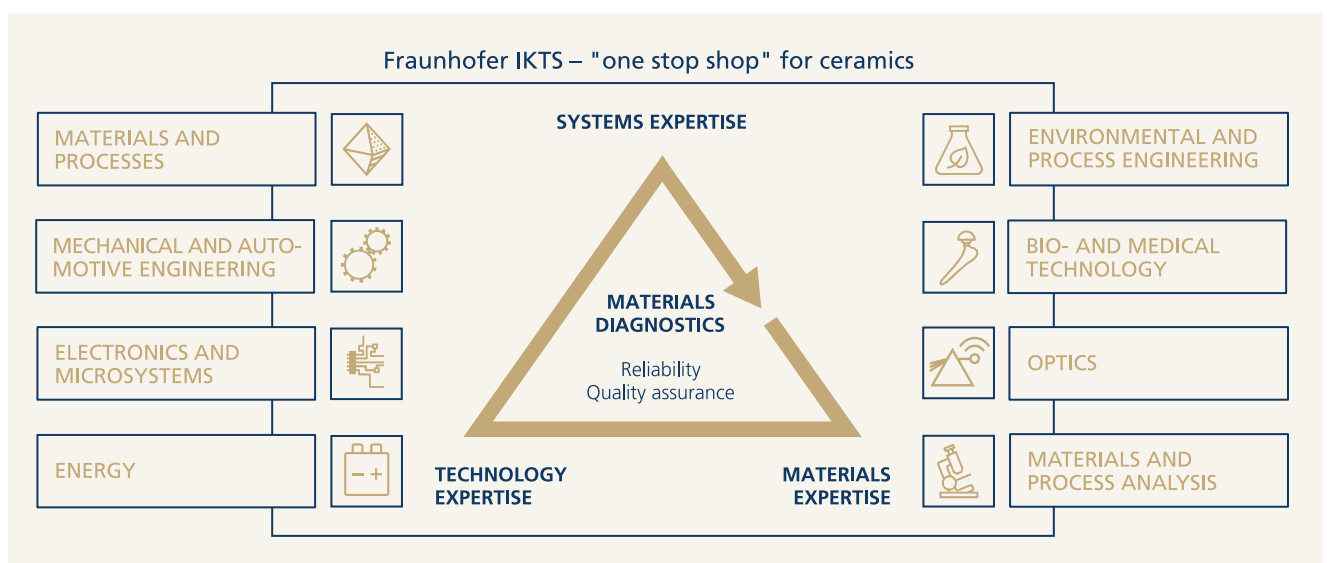 Fraunhofer IKTS – "one stop shop" for ceramics
MATERIALS AND
PROCESSES
MECHANICAL AND AUTO-
MOTIVE ENGINEERING
ELECTRONICS AND
MICROSYSTEMS
ENERGY
SYSTEMS EXPERTISE
MATERIALS
DIAGNOSTICS
Reliability
Quality assurance
TECHNOLOGY
EXPERTISE
MATERIALS
EXPERTISE
ENVIRONMENTAL AND
PROCESS ENGINEERING
BIO- AND MEDICAL
TECHNOLOGY
OPTICS
MATERIALS AND
PROCESS ANALYSIS